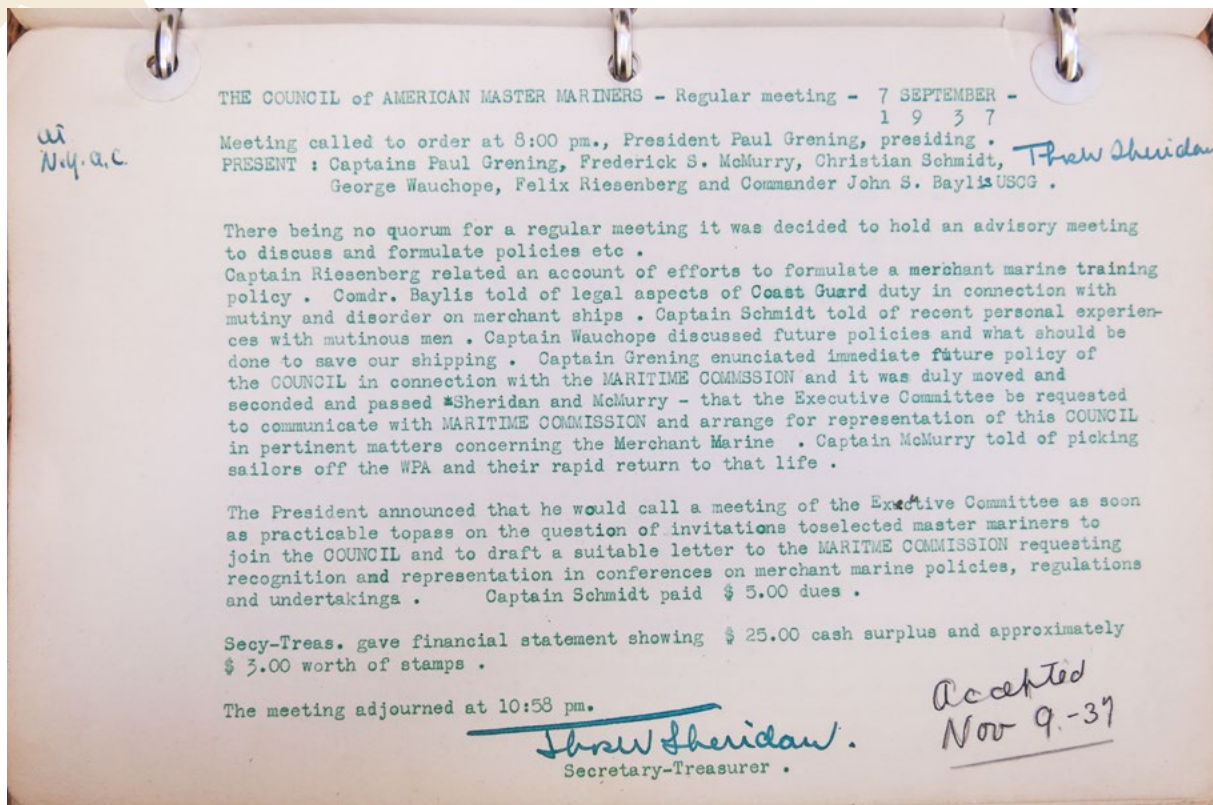 THE COUNCIL of AMERICAN MASTER MARINERS - Regular meeting - 7 SEPTEMBER -
1 9 3 7
at
N.Y.A.C.
Meeting called to order at 8:00 pm., President Paul Grening, presiding .
PRESENT : Captains Paul Grening, Frederick S. McMurry, Christian Schmidt, Thos W Sheridan
George Wauchope, Felix Riesenberg and Commander John S. Baylis USCG .
There being no quorum for a regular meeting it was decided to hold an advisory meeting
to discuss and formulate policies etc .
Captain Riesenberg related an account of efforts to formulate a merchant marine training
policy . Comdr. Baylis told of legal aspects of Coast Guard duty in connection with
mutiny and disorder on merchant ships . Captain Schmidt told of recent personal experien-
ces with mutinous men . Captain Wauchope discussed future policies and what should be
done to save our shipping . Captain Grening enunciated immediate future policy of
the COUNCIL in connection with the MARITIME COMMSSION and it was duly moved and
seconded and passed *Sheridan and McMurry - that the Executive Committee be requested
to communicate with MARITIME COMMISSION and arrange for representation of this COUNCIL
in pertinent matters concerning the Merchant Marine . Captain McMurry told of picking
sailors off the WPA and their rapid return to that life .
The President announced that he would call a meeting of the Exective Committee as soon
as practicable topass on the question of invitations toselected master mariners to
join the COUNCIL and to draft a suitable letter to the MARITME COMMISSION requesting
recognition and representation in conferences on merchant marine policies, regulations
and undertakings . Captain Schmidt paid $ 5.00 dues .
Secy-Treas. gave financial statement showing $ 25.00 cash surplus and approximately
$ 3.00 worth of stamps .
The meeting adjourned at 10:58 pm.
Thos W Sheridan.
Secretary-Treasurer .
Accepted
Nov 9.-37